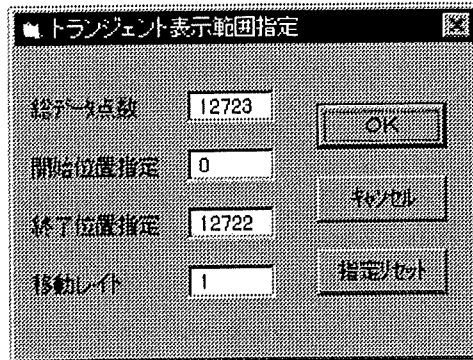 トランジェント表示範囲指定
総データ点数 12723
OK
開始位置指定 0
キャンセル
終了位置指定 12722
指定リセット
移動レイト 1